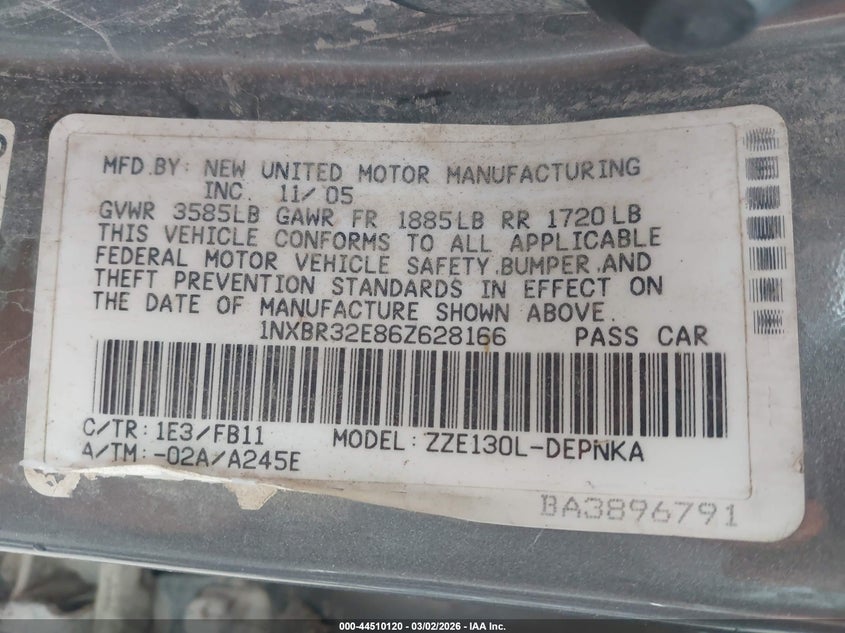 MFD.BY: NEW UNITED MOTOR MANUFACTURING
INC. 11/05
GVWR 3585LB GAWR FR 1885LB RR 1720LB
THIS VEHICLE CONFORMS TO ALL APPLICABLE
FEDERAL MOTOR VEHICLE SAFETY,BUMPER,AND
THEFT PREVENTION STANDARDS IN EFFECT ON
THE DATE OF MANUFACTURE SHOWN ABOVE.
1NXBR32E86Z628166 PASS CAR
C/TR: 1E3/FB11 MODEL: ZZE130L-DEPNKA
A/TM: -02A/A245E
BA3896791
000-44510120 - 03/02/2026 - IAA Inc.